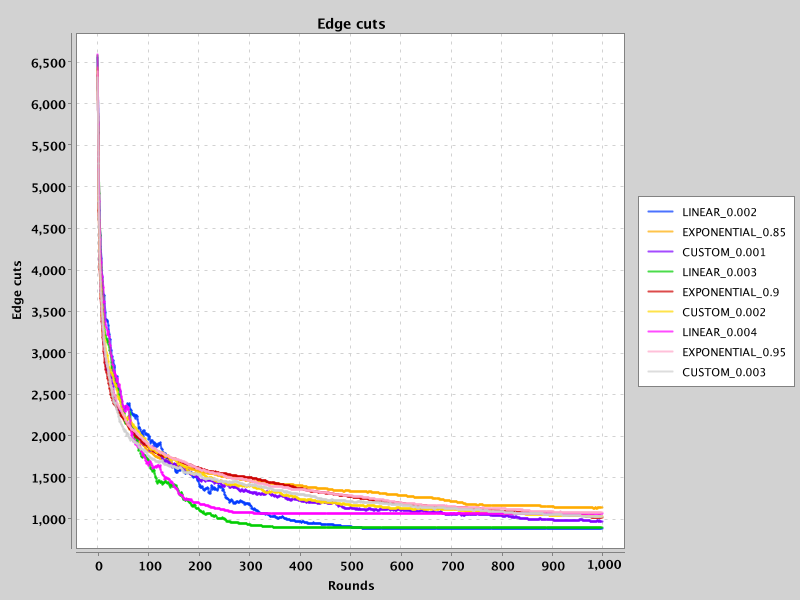 Edge cuts
6,500
6,000
5,500
5,000
4,500
4,000
3,500
3,000
2,500
2,000
1,500
1,000
Edge cuts
0 100 200 300 400 500 600 700 800 900 1,000
Rounds
LINEAR_0.002
EXPONENTIAL_0.85
CUSTOM_0.001
LINEAR_0.003
EXPONENTIAL_0.9
CUSTOM_0.002
LINEAR_0.004
EXPONENTIAL_0.95
CUSTOM_0.003